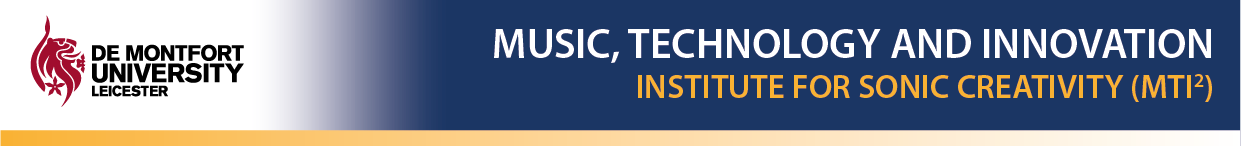 DE MONTFORT
UNIVERSITY
LEICESTER
MUSIC, TECHNOLOGY AND INNOVATION
INSTITUTE FOR SONIC CREATIVITY (MTI²)